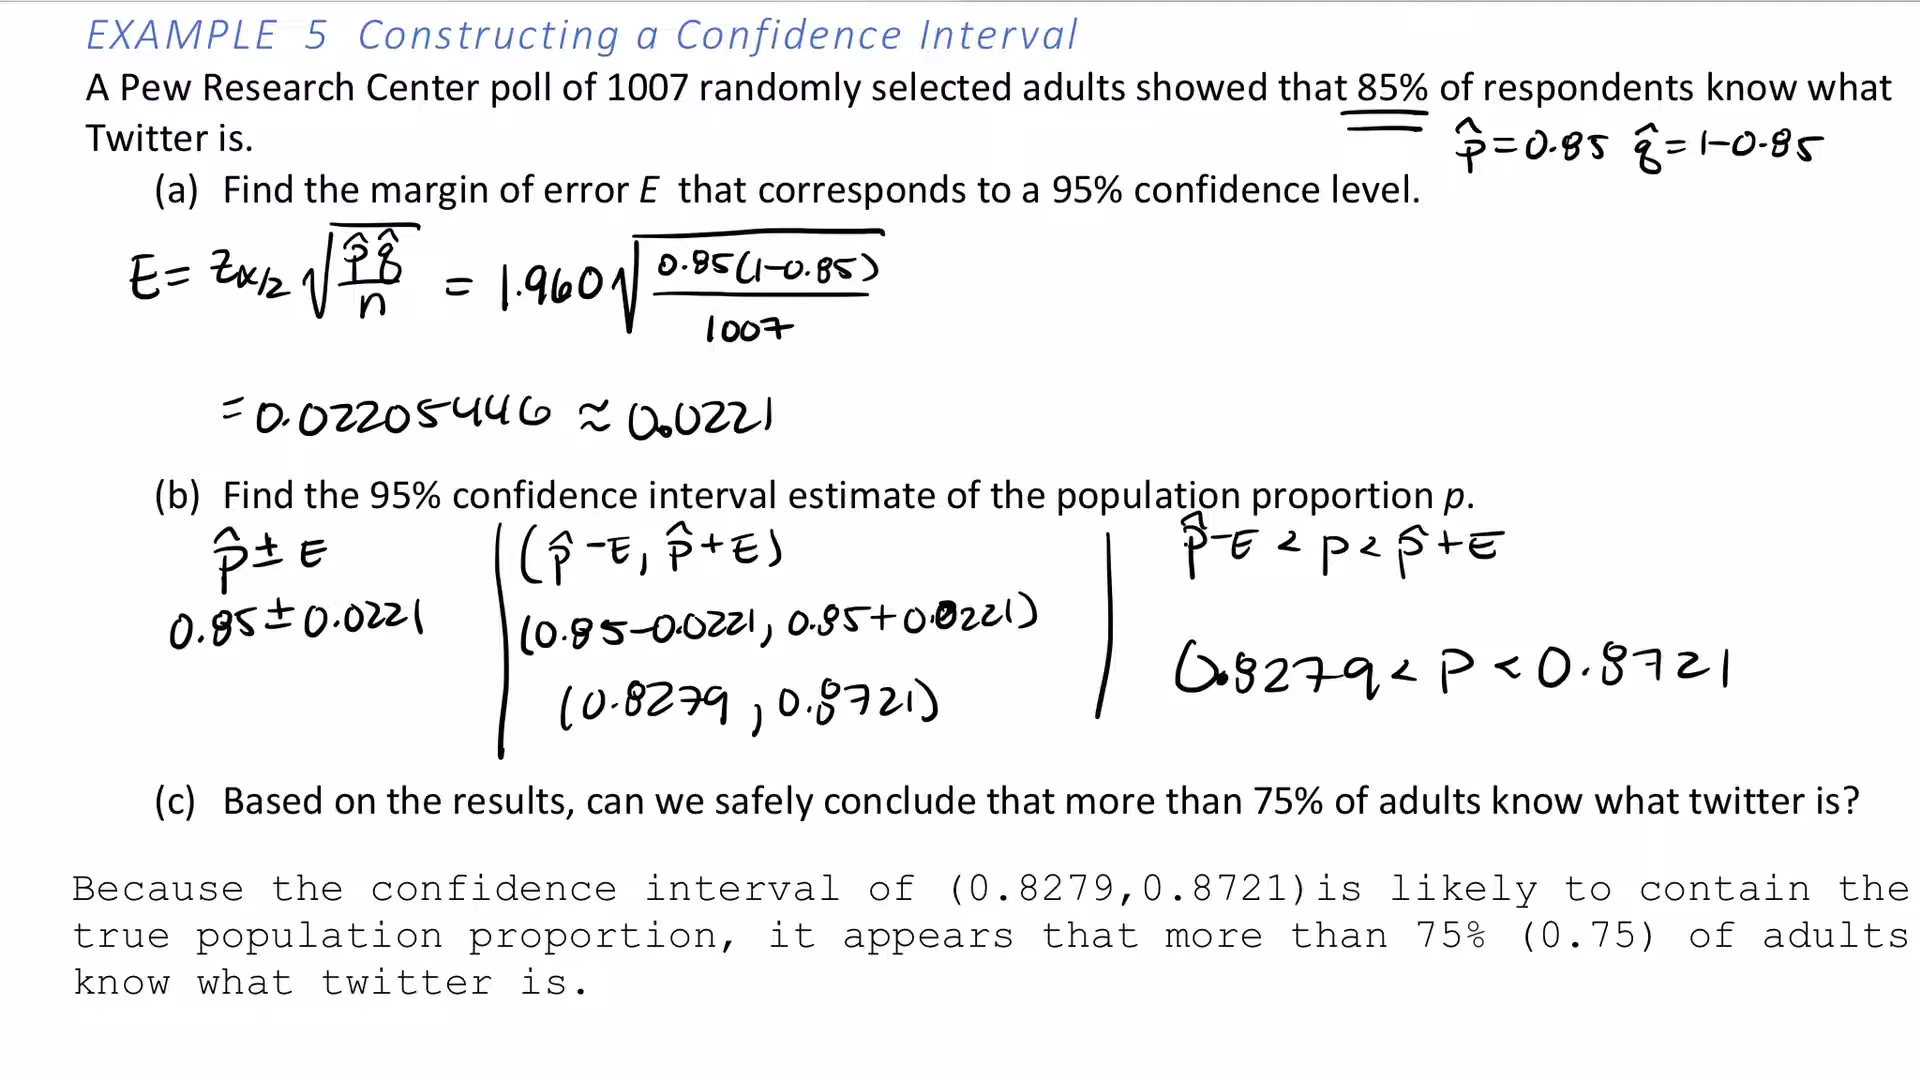 EXAMPLE 5 Constructing a Confidence Interval
A Pew Research Center poll of 1007 randomly selected adults showed that 85% of respondents know what
Twitter is.
p̂=0.85 q̂=1-0.85
(a) Find the margin of error E that corresponds to a 95% confidence level.
E= zα/2 √(p̂q̂/n) = 1.960 √(0.85(1-0.85)/1007)
=0.02205446 ≈ 0.0221
(b) Find the 95% confidence interval estimate of the population proportion p.
p̂ ± E | (p̂-E, p̂+E) | p̂-E < p < p̂+E
0.85±0.0221 (0.85-0.0221, 0.85+0.0221)
(0.8279, 0.8721) 0.8279 < p < 0.8721
(c) Based on the results, can we safely conclude that more than 75% of adults know what twitter is?
Because the confidence interval of (0.8279,0.8721)is likely to contain the
true population proportion, it appears that more than 75% (0.75) of adults
know what twitter is.